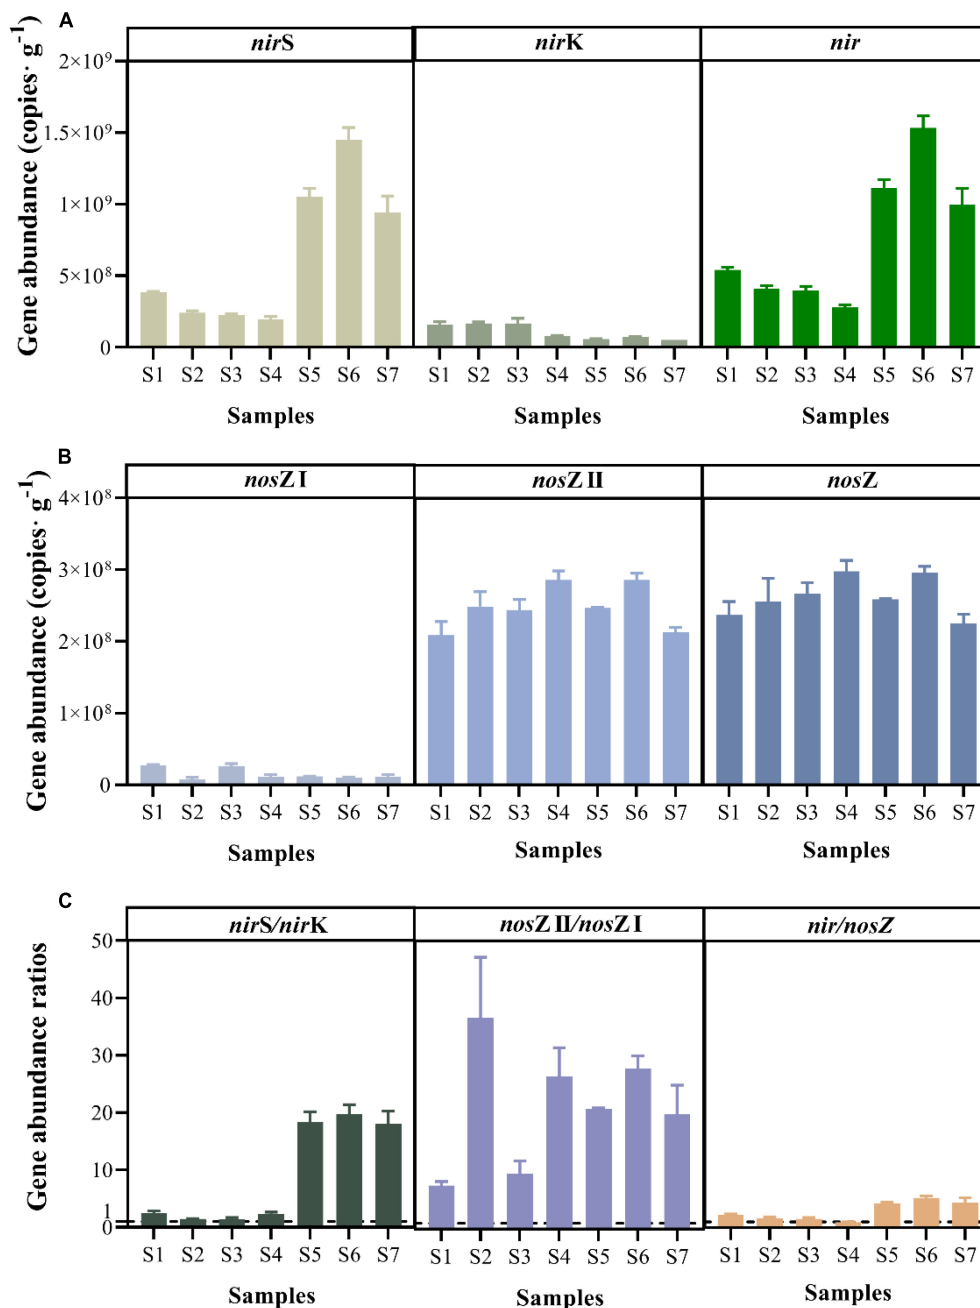 A
nirS nirK nir
Gene abundance (copies· g⁻¹)
2×10⁹
1.5×10⁹
1×10⁹
5×10⁸
0
S1 S2 S3 S4 S5 S6 S7 S1 S2 S3 S4 S5 S6 S7 S1 S2 S3 S4 S5 S6 S7
Samples Samples Samples
B
nosZ I nosZ II nosZ
Gene abundance (copies· g⁻¹)
4×10⁸
3×10⁸
2×10⁸
1×10⁸
0
S1 S2 S3 S4 S5 S6 S7 S1 S2 S3 S4 S5 S6 S7 S1 S2 S3 S4 S5 S6 S7
Samples Samples Samples
C
nirS/nirK nosZ II/nosZ I nir/nosZ
Gene abundance ratios
50
40
30
20
10
1
0
S1 S2 S3 S4 S5 S6 S7 S1 S2 S3 S4 S5 S6 S7 S1 S2 S3 S4 S5 S6 S7
Samples Samples Samples